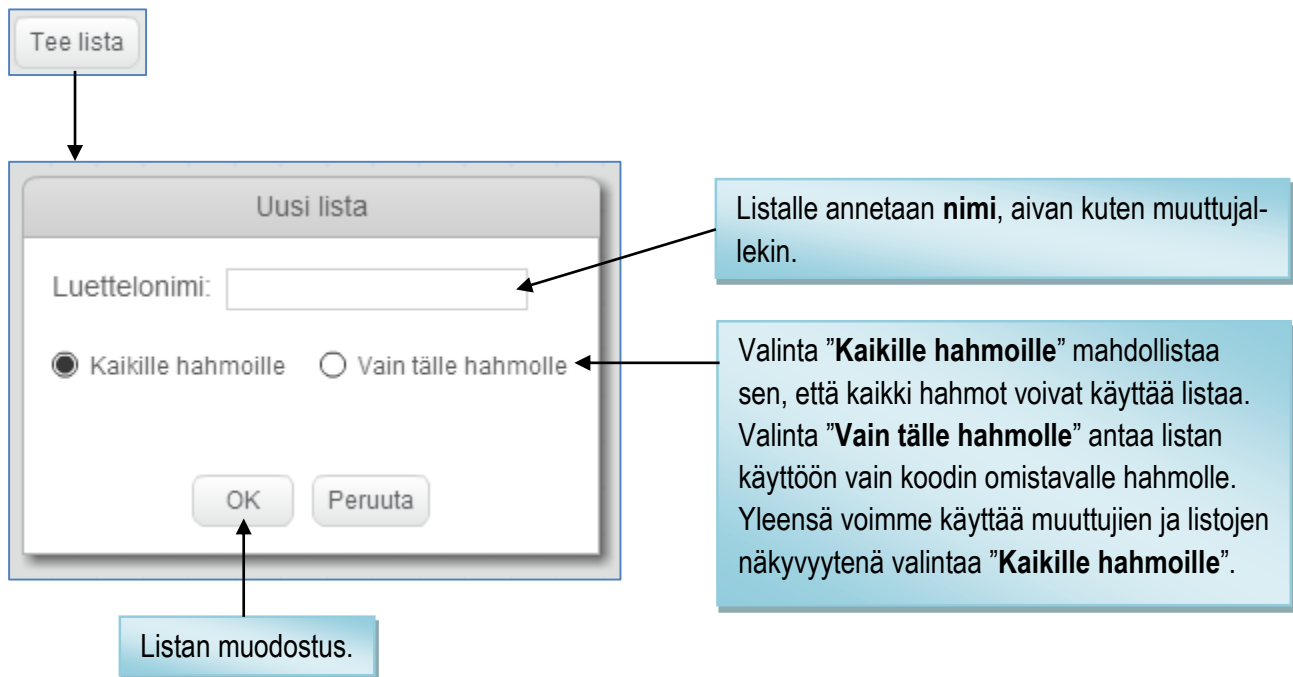 Tee lista
Uusi lista
Luettelonimi:
Kaikille hahmoille Vain tälle hahmolle
OK Peruuta
Listalle annetaan nimi, aivan kuten muuttujal-
lekin.
Valinta ”Kaikille hahmoille” mahdollistaa
sen, että kaikki hahmot voivat käyttää listaa.
Valinta ”Vain tälle hahmolle” antaa listan
käyttöön vain koodin omistavalle hahmolle.
Yleensä voimme käyttää muuttujien ja listojen
näkyvyytenä valintaa ”Kaikille hahmoille”.
Listan muodostus.